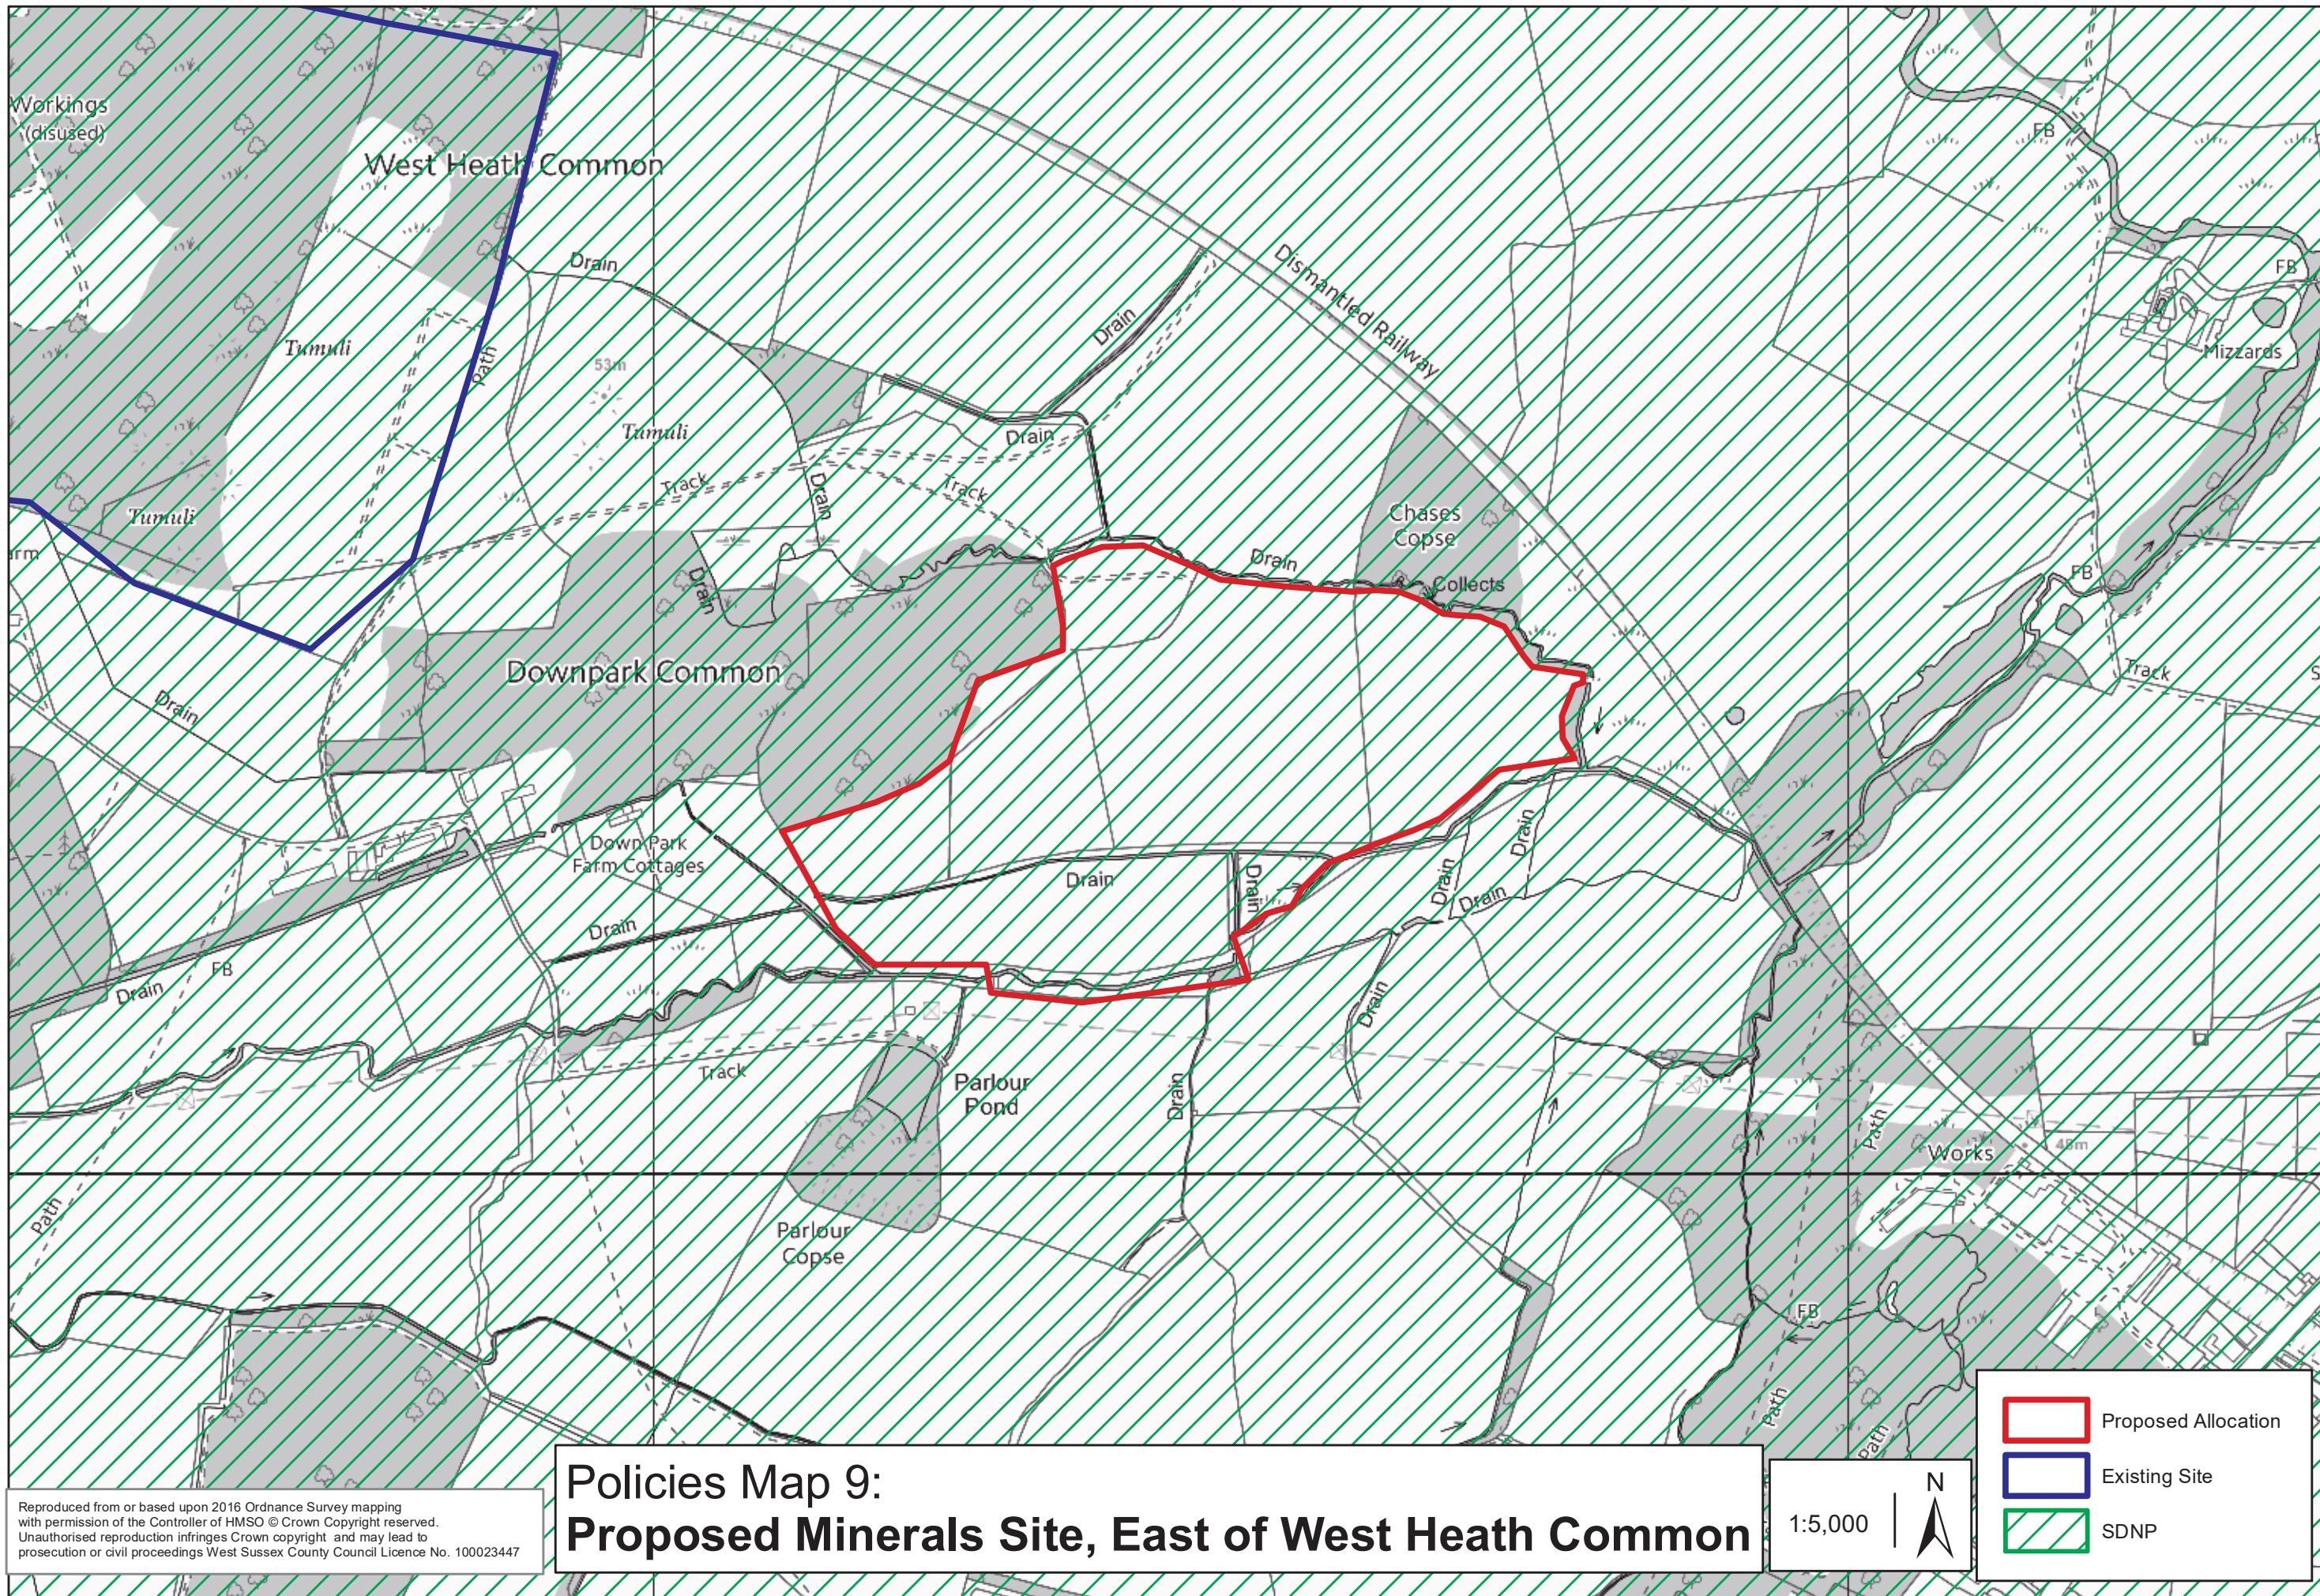 Workings
(disused)
West Heath Common
FB
Drain
Dismantled Railway
FB
Drain
Mizzards
Tumuli
Path
53m
Tumuli
Drain
Track
Drain
Track
Tumuli
Chases
Copse
arm
Drain
Collects
Drain
FB
Downpark Common
Track
S
Drain
Down Park
Farm Cottages
Drain
Drain
Drain
Drain
Drain
Drain
Drain
FB
Drain
Drain
Track
Parlour
Pond
Drain
Path
Works
48m
Path
Parlour
Copse
FB
Path
Path
Proposed Allocation
Existing Site
SDNP
Policies Map 9:
Proposed Minerals Site, East of West Heath Common
1:5,000
N
Reproduced from or based upon 2016 Ordnance Survey mapping
with permission of the Controller of HMSO © Crown Copyright reserved.
Unauthorised reproduction infringes Crown copyright and may lead to
prosecution or civil proceedings West Sussex County Council Licence No. 100023447